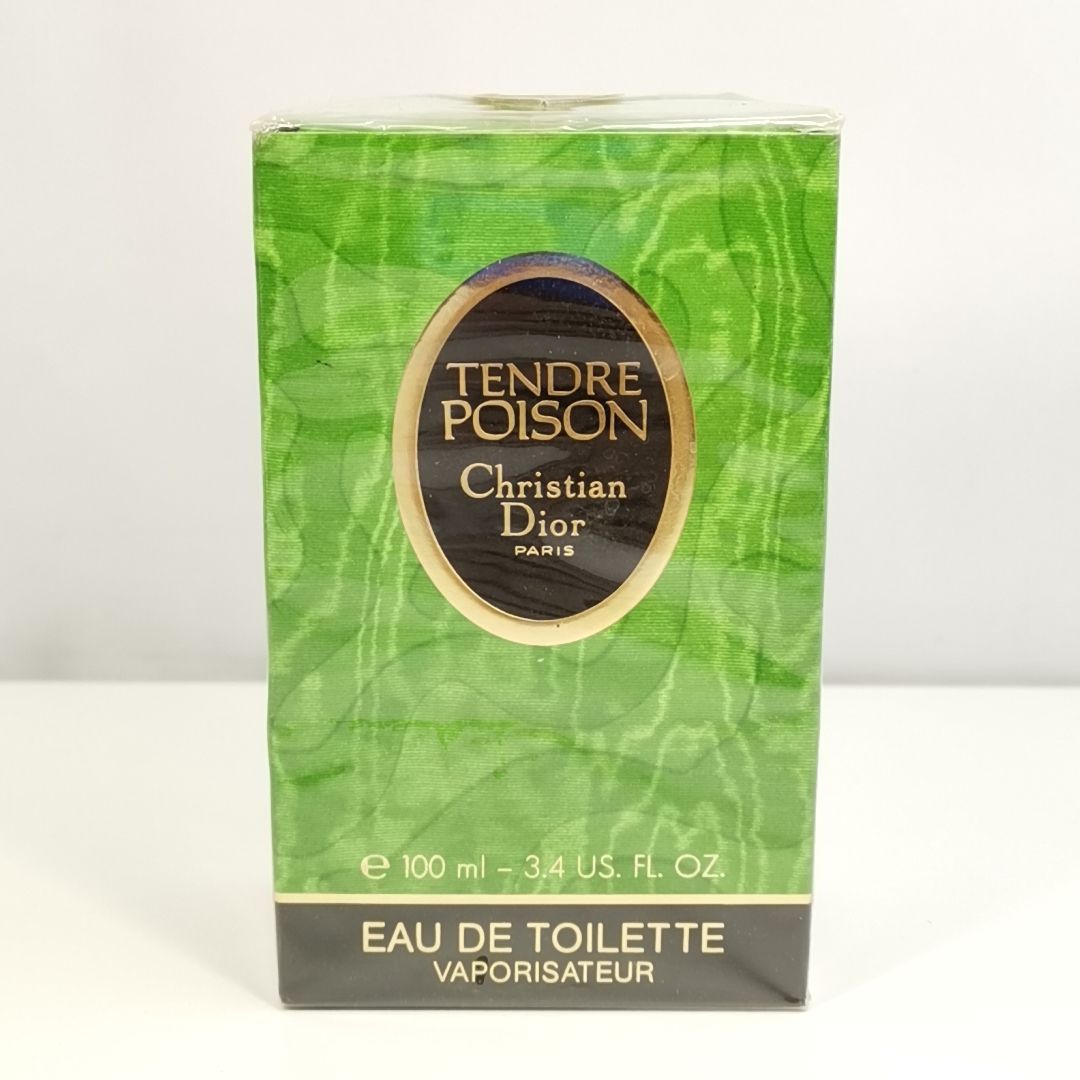 TENDRE
POISON
Christian
Dior
PARIS
℮ 100 ml – 3.4 US. FL. OZ.
EAU DE TOILETTE
VAPORISATEUR